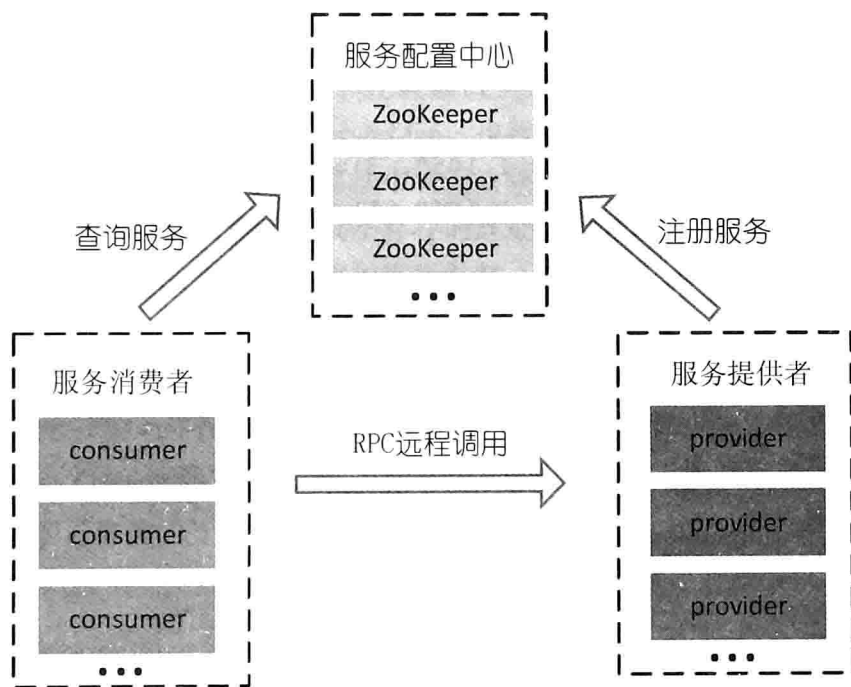 服务配置中心
ZooKeeper
ZooKeeper
ZooKeeper
...
查询服务
注册服务
服务消费者
consumer
consumer
consumer
...
RPC远程调用
服务提供者
provider
provider
provider
...